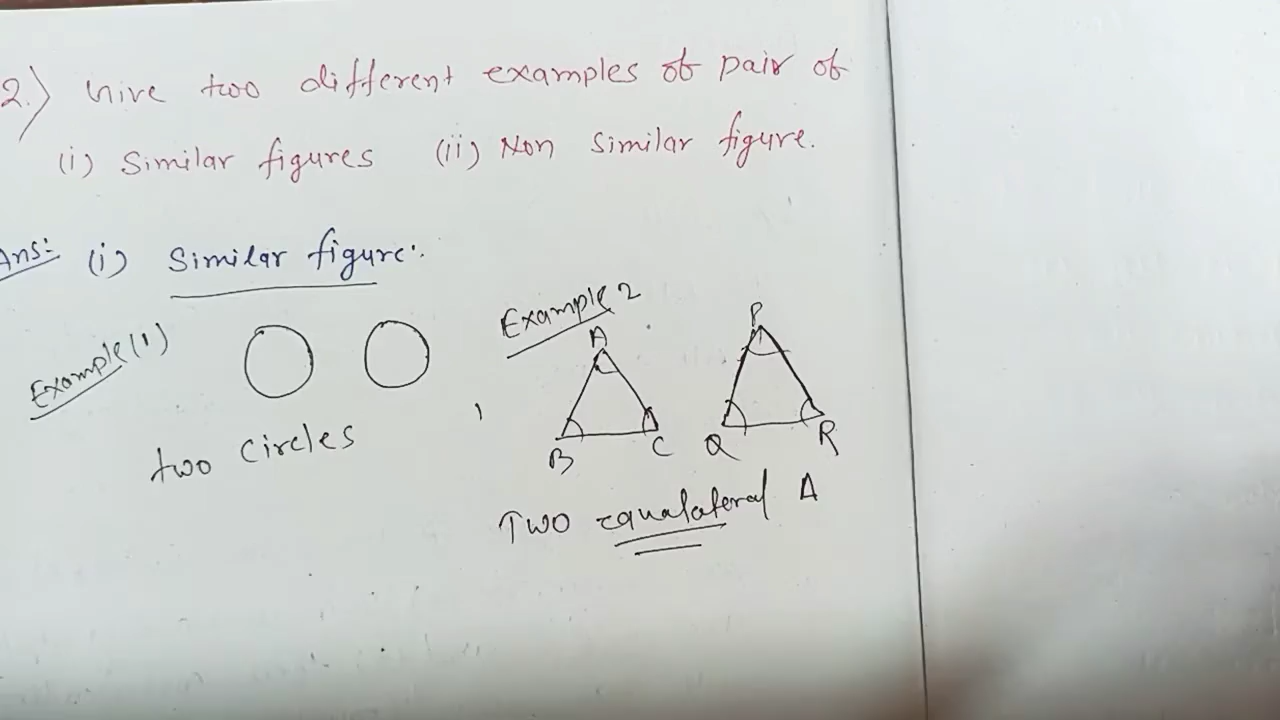 2.) Give two different examples of pair of
(i) Similar figures (ii) Non Similar figure.
Ans:- (i) Similar figure:
Example (1)
Example 2
A
B
C
P
Q
R
two circles
Two equalateral Δ